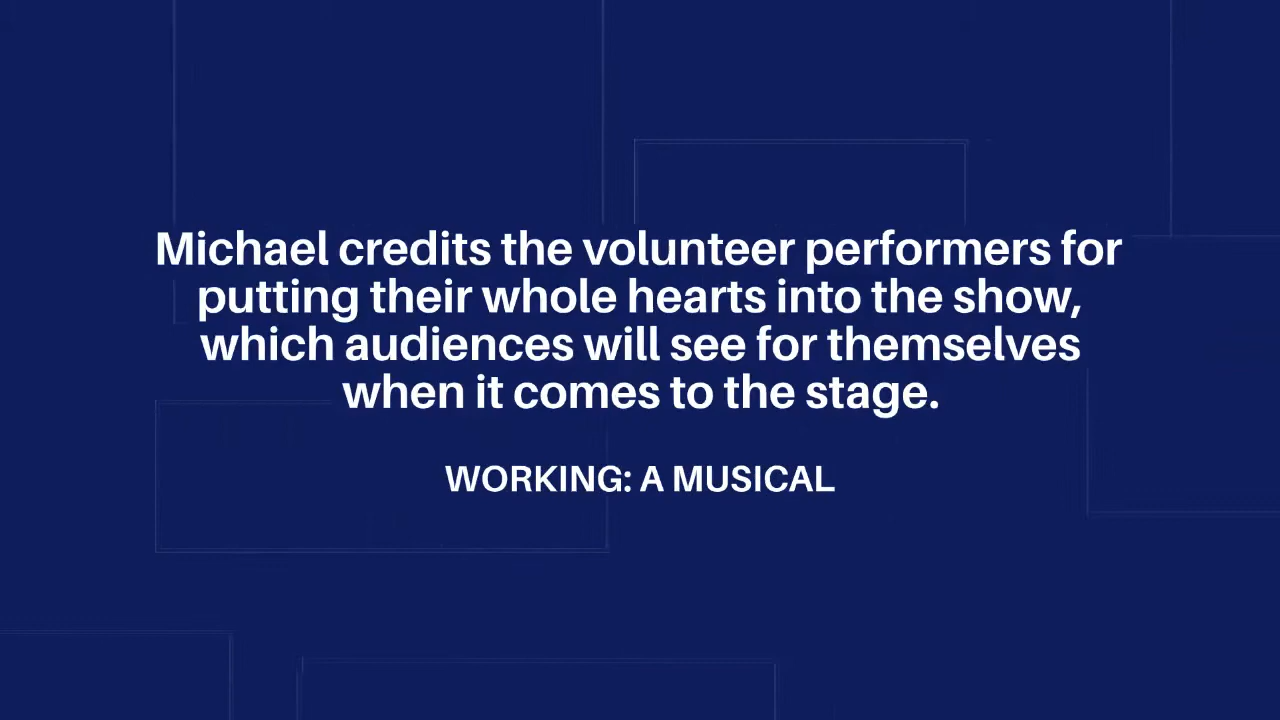 Michael credits the volunteer performers for
putting their whole hearts into the show,
which audiences will see for themselves
when it comes to the stage.
WORKING: A MUSICAL